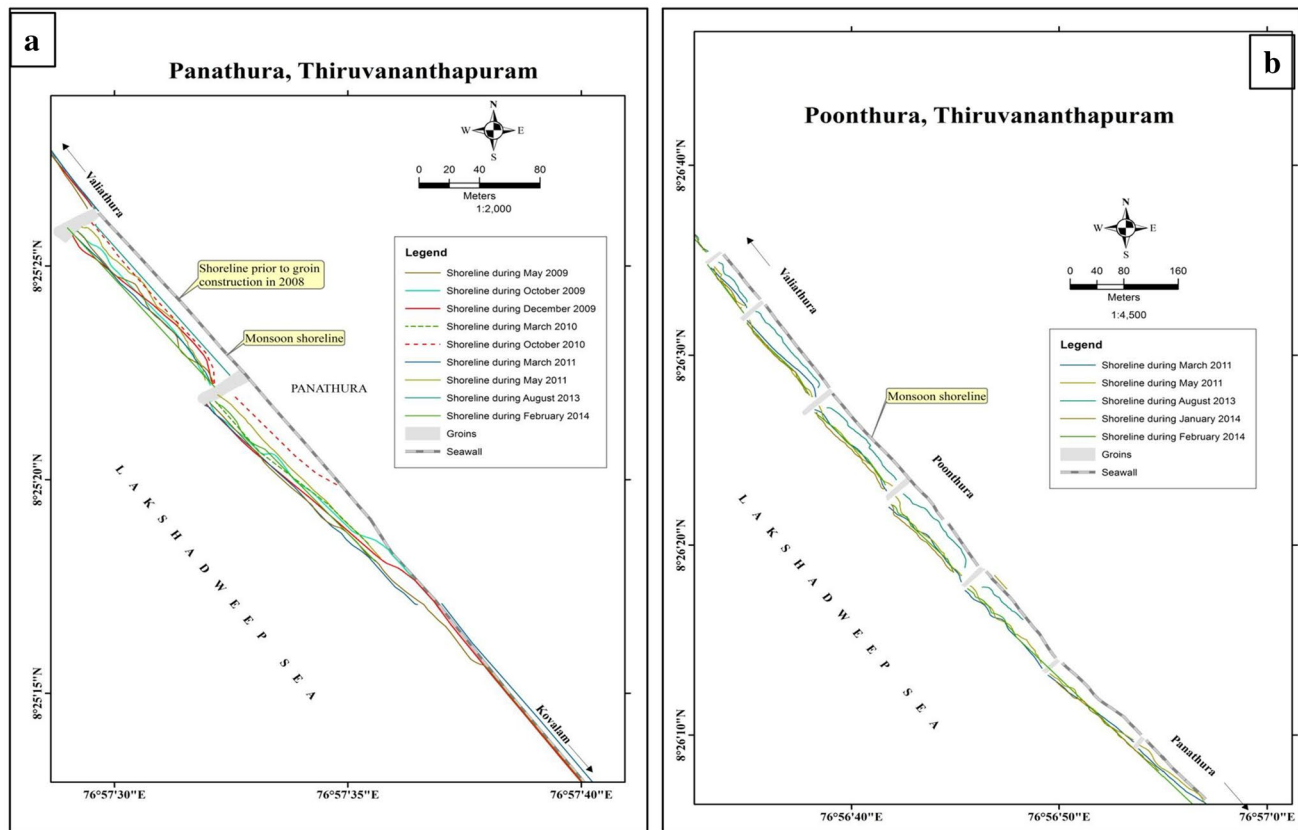 a
Panathura, Thiruvananthapuram
N
W
E
S
0 20 40 80
Meters
1:2,000
Valiathura
Shoreline prior to groin
construction in 2008
Monsoon shoreline
PANATHURA
Legend
Shoreline during May 2009
Shoreline during October 2009
Shoreline during December 2009
Shoreline during March 2010
Shoreline during October 2010
Shoreline during March 2011
Shoreline during May 2011
Shoreline during August 2013
Shoreline during February 2014
Groins
Seawall
LAKSHADWEEP SEA
Kovalam
8°25'25"N
8°25'20"N
8°25'15"N
76°57'30"E
76°57'35"E
76°57'40"E
b
Poonthura, Thiruvananthapuram
N
W
E
S
0 40 80 160
Meters
1:4,500
Valiathura
Monsoon shoreline
Poonthura
Legend
Shoreline during March 2011
Shoreline during May 2011
Shoreline during August 2013
Shoreline during January 2014
Shoreline during February 2014
Groins
Seawall
LAKSHADWEEP SEA
Panathura
8°26'40"N
8°26'30"N
8°26'20"N
8°26'10"N
76°56'40"E
76°56'50"E
76°57'0"E